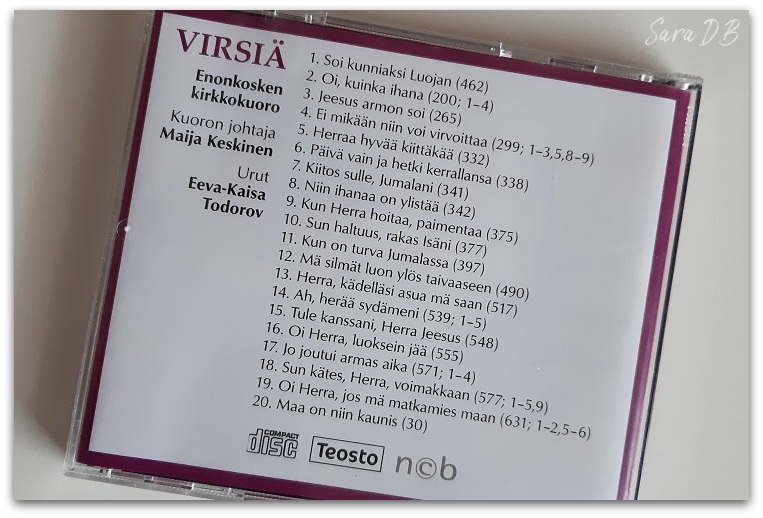 Sara DB
VIRSIÄ
Enonkosken
kirkkokuoro
Kuoron johtaja
Maija Keskinen
Urut
Eeva-Kaisa
Todorov
1. Soi kunniaksi Luojan (462)
2. Oi, kuinka ihana (200; 1–4)
3. Jeesus armon soi (265)
4. Ei mikään niin voi virvoittaa (299; 1–3,5,8–9)
5. Herraa hyvää kiittäkää (332)
6. Päivä vain ja hetki kerrallansa (338)
7. Kiitos sulle, Jumalani (341)
8. Niin ihanaa on ylistää (342)
9. Kun Herra hoitaa, paimentaa (375)
10. Sun haltuus, rakas Isäni (377)
11. Kun on turva Jumalassa (397)
12. Mä silmät luon ylös taivaaseen (490)
13. Herra, kädelläsi asua mä saan (517)
14. Ah, herää sydämeni (539; 1–5)
15. Tule kanssani, Herra Jeesus (548)
16. Oi Herra, luoksein jää (555)
17. Jo joutui armas aika (571; 1–4)
18. Sun kätes, Herra, voimakkaan (577; 1–5,9)
19. Oi Herra, jos mä matkamies maan (631; 1–2,5–6)
20. Maa on niin kaunis (30)
COMPACT
disc
Teosto
n©b